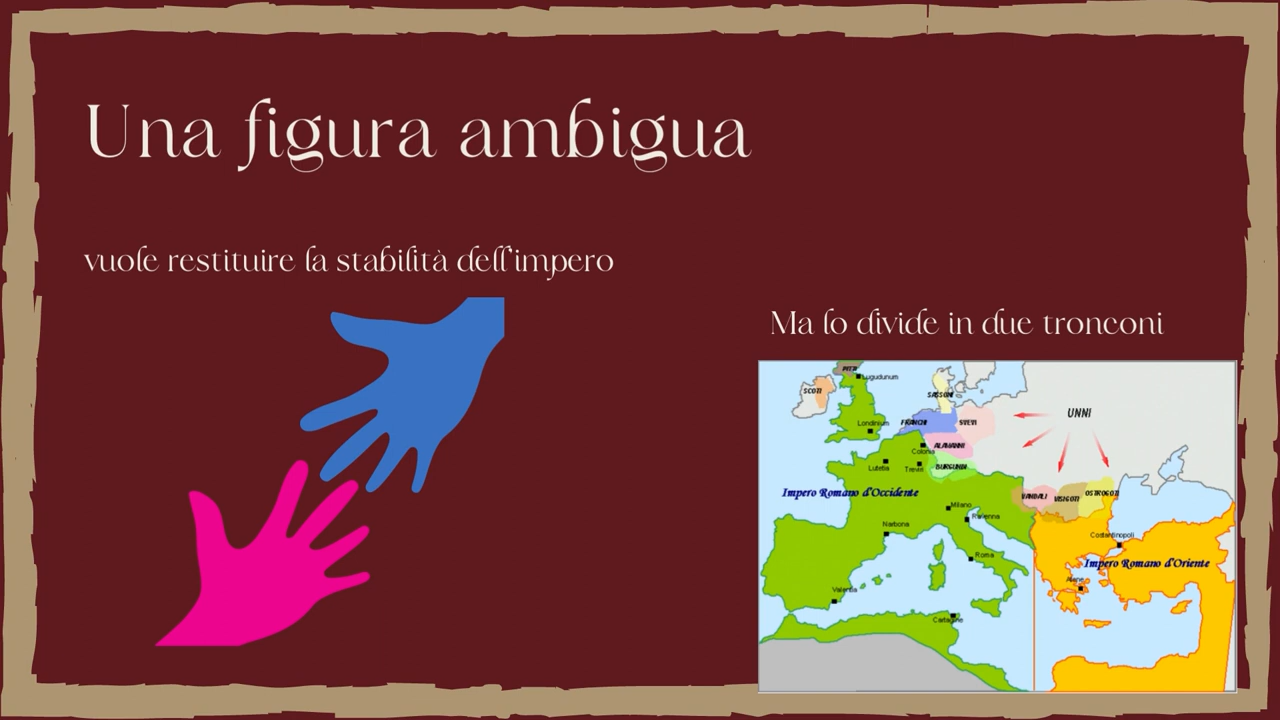 Una figura ambigua
vuole restituire la stabilità dell'impero
Ma lo divide in due tronconi
PITTI
Lugudunum
SCOTI
SASSONI
UNNI
Londinium
FRANCHI
SVEVI
Colonia
ALAMANNI
Lutetia
Treviri
BURGUNDI
Impero Romano d'Occidente
VANDALI
VISIGOTI
OSTROGOTI
Milano
Ravenna
Narbona
Costantinopoli
Roma
Impero Romano d'Oriente
Atene
Valentia
Cartagine